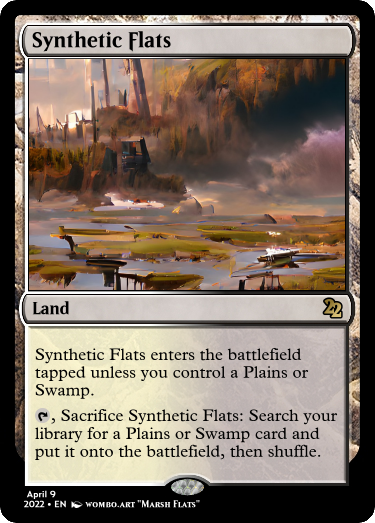 Synthetic Flats
Land
22
Synthetic Flats enters the battlefield
tapped unless you control a Plains or
Swamp.
, Sacrifice Synthetic Flats: Search your
library for a Plains or Swamp card and
put it onto the battlefield, then shuffle.
April 9
2022 • EN WOMBO.ART "MARSH FLATS"